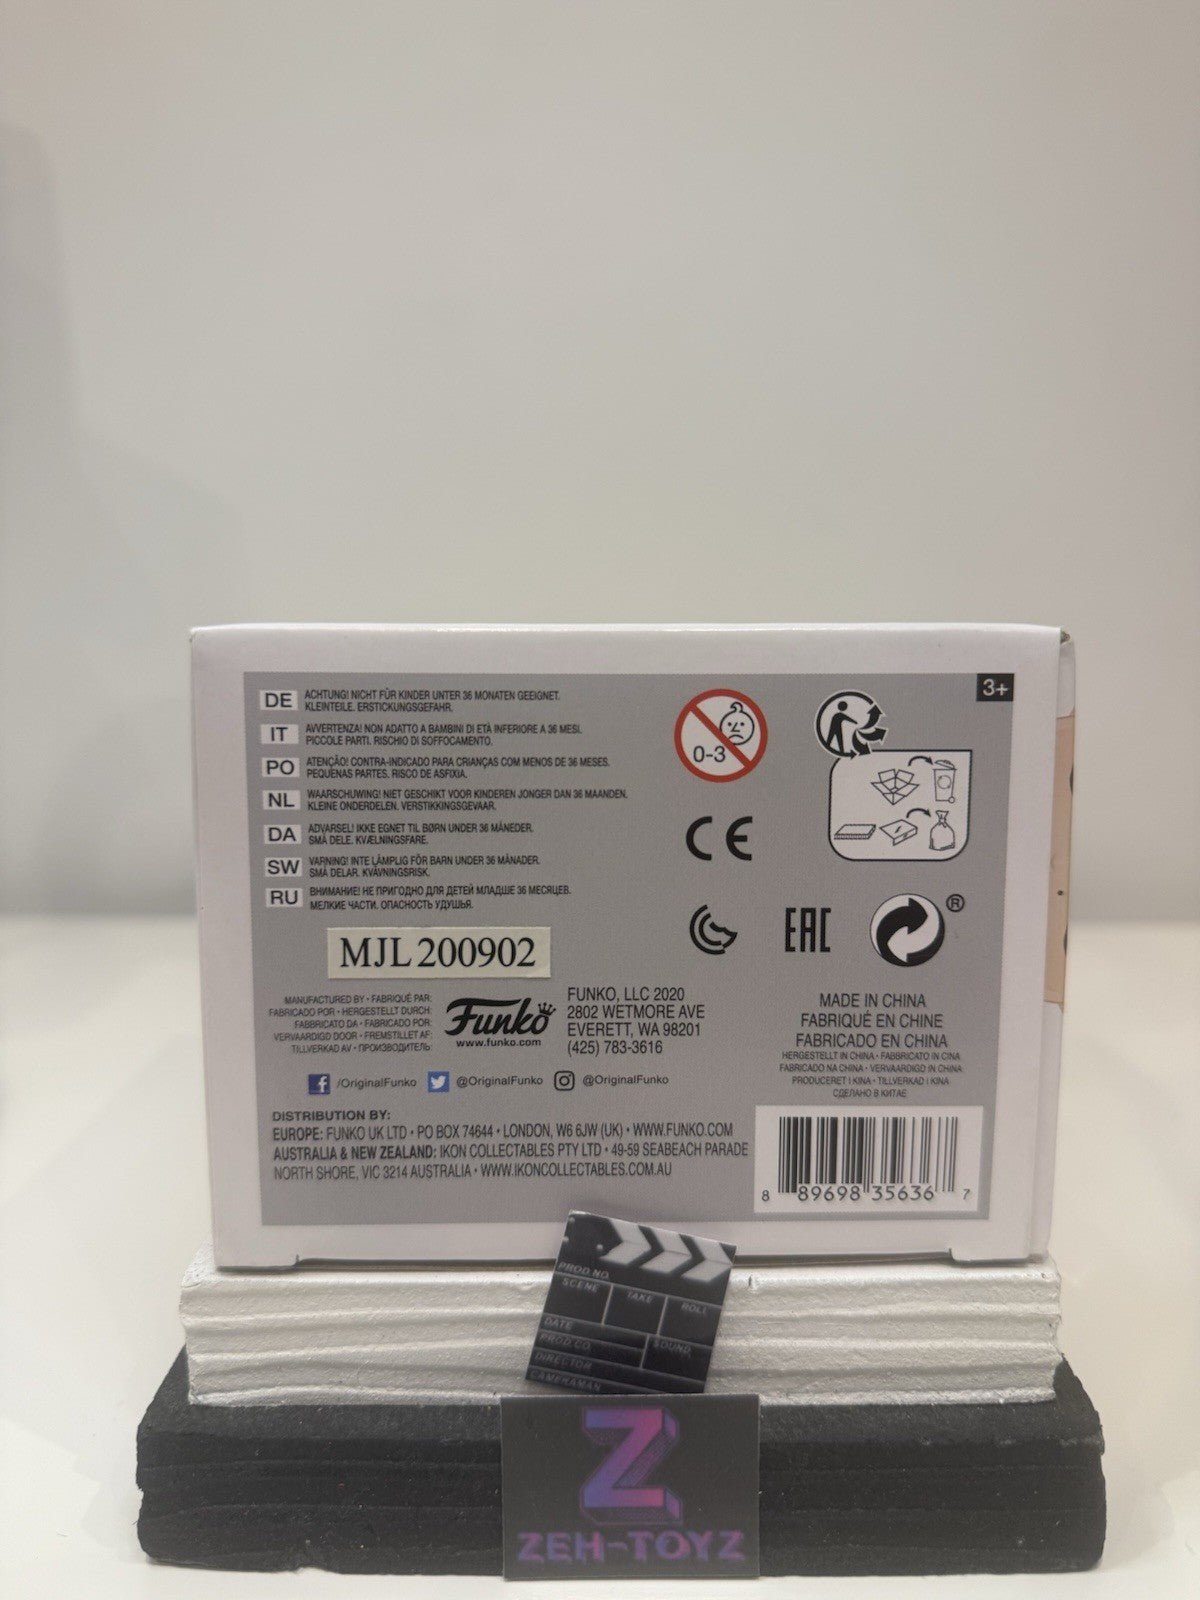 3+
DE
ACHTUNG! NICHT FÜR KINDER UNTER 36 MONATEN GEEIGNET.
KLEINTEILE. ERSTICKUNGSGEFAHR.
IT
AVVERTENZA! NON ADATTO A BAMBINI DI ETÀ INFERIORE A 36 MESI.
PICCOLE PARTI. RISCHIO DI SOFFOCAMENTO.
PO
ATENÇÃO! CONTRA-INDICADO PARA CRIANÇAS COM MENOS DE 36 MESES.
PEQUENAS PARTES. RISCO DE ASFIXIA.
NL
WAARSCHUWING! NIET GESCHIKT VOOR KINDEREN JONGER DAN 36 MAANDEN.
KLEINE ONDERDELEN. VERSTIKKINGSGEVAAR.
DA
ADVARSEL! IKKE EGNET TIL BØRN UNDER 36 MÅNEDER.
SMÅ DELE. KVÆLNINGSFARE.
SW
VARNING! INTE LÄMPLIG FÖR BARN UNDER 36 MÅNADER.
SMÅ DELAR. KVÄVNINGSRISK.
RU
ВНИМАНИЕ! НЕ ПРИГОДНО ДЛЯ ДЕТЕЙ МЛАДШЕ 36 МЕСЯЦЕВ.
МЕЛКИЕ ЧАСТИ. ОПАСНОСТЬ УДУШЬЯ.
0-3
CE
EAC
®
MJL 200902
MANUFACTURED BY • FABRIQUÉ PAR:
FABRICADO POR • HERGESTELLT DURCH:
FABBRICATO DA • FABRICADO POR:
VERVAARDIGD DOOR • FREMSTILLET AF:
TILLVERKAD AV • ПРОИЗВОДИТЕЛЬ:
Funko
www.funko.com
FUNKO, LLC 2020
2802 WETMORE AVE
EVERETT, WA 98201
(425) 783-3616
/OriginalFunko @OriginalFunko @OriginalFunko
MADE IN CHINA
FABRIQUÉ EN CHINE
FABRICADO EN CHINA
HERGESTELLT IN CHINA • FABBRICATO IN CINA
FABRICADO NA CHINA • VERVAARDIGD IN CHINA
PRODUCERET I KINA • TILLVERKAD I KINA
СДЕЛАНО В КИТАЕ
DISTRIBUTION BY:
EUROPE: FUNKO UK LTD • PO BOX 74644 • LONDON, W6 6JW (UK) • WWW.FUNKO.COM
AUSTRALIA & NEW ZEALAND: IKON COLLECTABLES PTY LTD • 49-59 SEABEACH PARADE
NORTH SHORE, VIC 3214 AUSTRALIA • WWW.IKONCOLLECTABLES.COM.AU
8 89698 35636 7
PROD.NO.
SCENE TAKE ROLL
DATE
PROD.CO. SOUND
DIRECTOR
CAMERAMAN
Z
ZEH-TOYZ